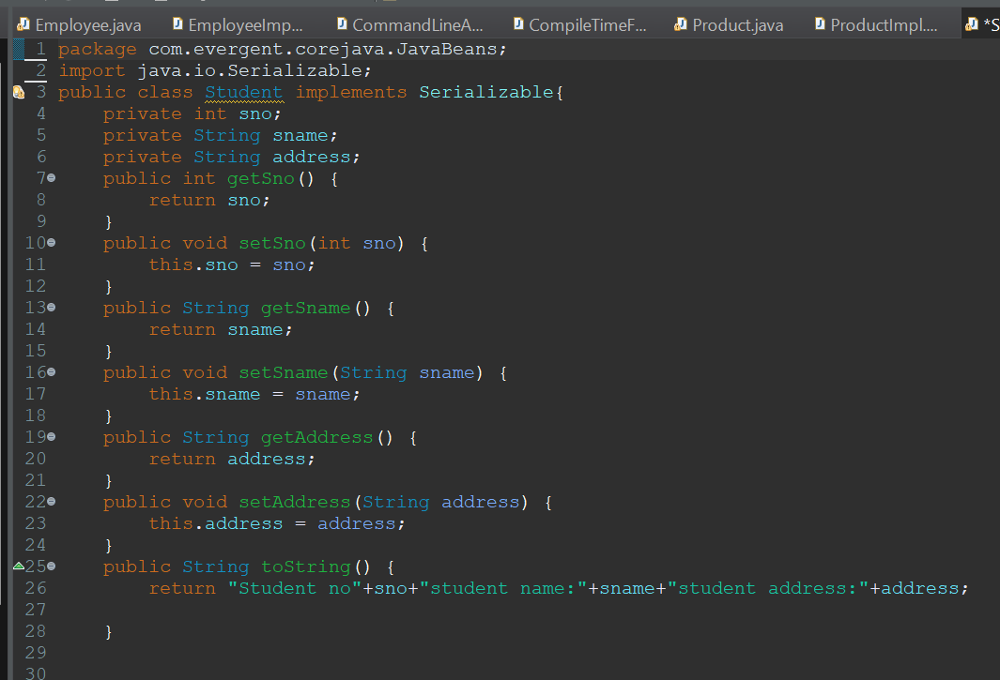 Employee.java EmployeeImp... CommandLineA... CompileTimeF... Product.java ProductImpl.... *S
1 package com.evergent.corejava.JavaBeans;
2 import java.io.Serializable;
3 public class Student implements Serializable{
4 private int sno;
5 private String sname;
6 private String address;
7 public int getSno() {
8 return sno;
9 }
10 public void setSno(int sno) {
11 this.sno = sno;
12 }
13 public String getSname() {
14 return sname;
15 }
16 public void setSname(String sname) {
17 this.sname = sname;
18 }
19 public String getAddress() {
20 return address;
21 }
22 public void setAddress(String address) {
23 this.address = address;
24 }
25 public String toString() {
26 return "Student no"+sno+"student name:"+sname+"student address:"+address;
27
28 }
29
30